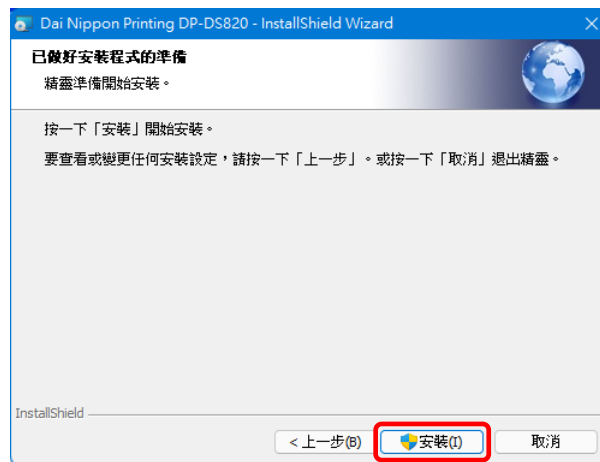 Dai Nippon Printing DP-DS820 - InstallShield Wizard
已做好安裝程式的準備
精靈準備開始安裝。
按一下「安裝」開始安裝。
要查看或變更任何安裝設定，請按一下「上一步」。或按一下「取消」退出精靈。
InstallShield
< 上一步(B) 安裝(I) 取消